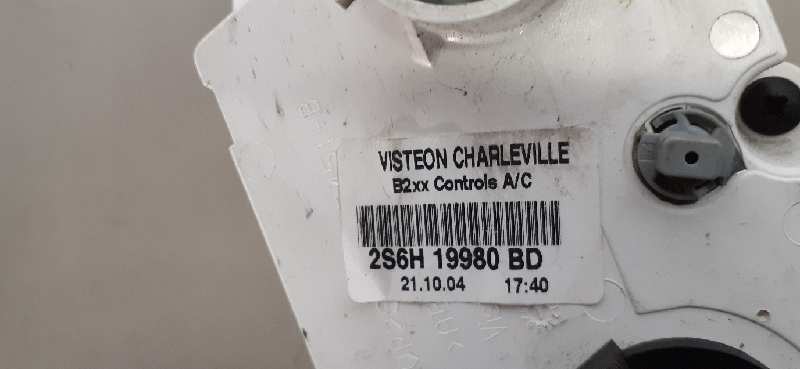 VISTEON CHARLEVILLE
B2xx Controls A/C
2S6H 19980 BD
21.10.04 17:40